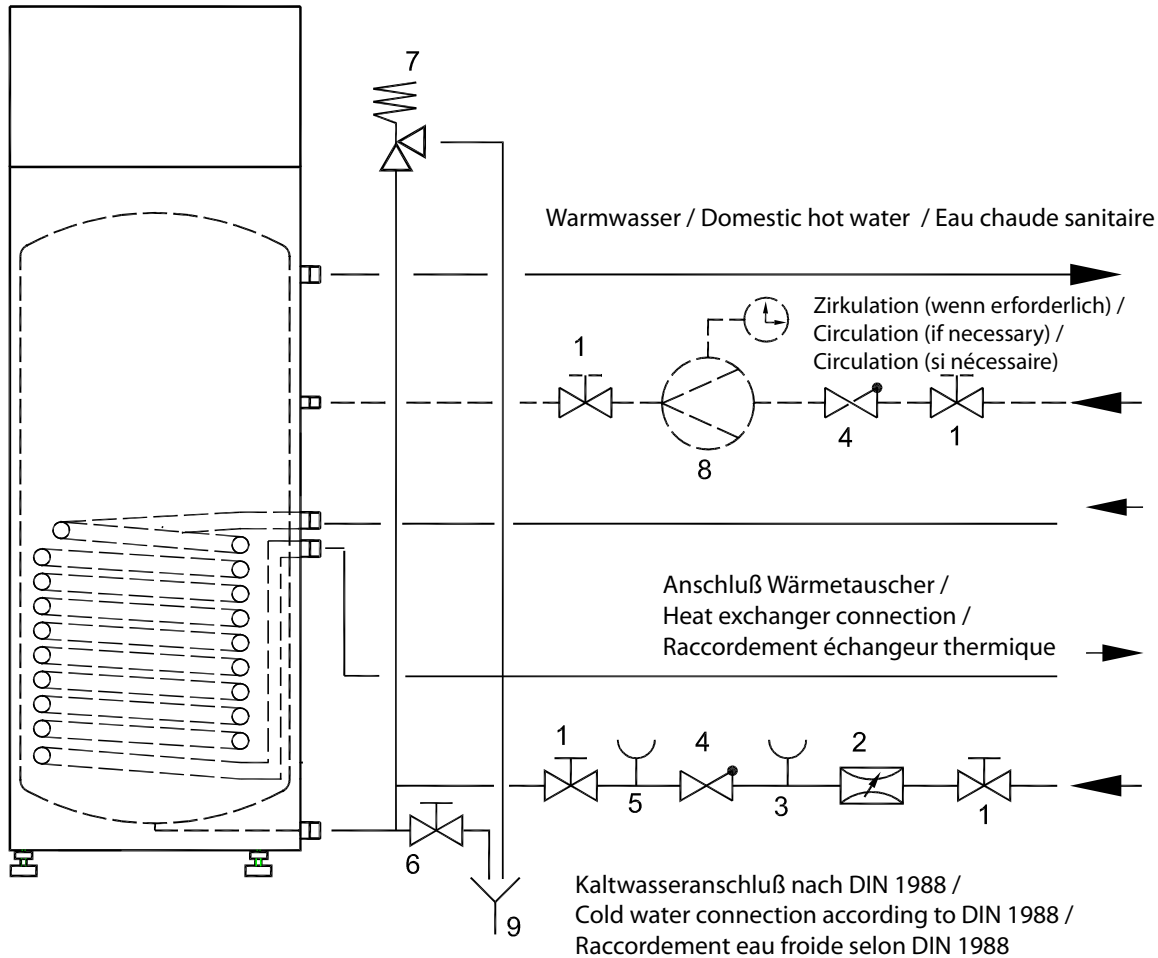 7
Warmwasser / Domestic hot water / Eau chaude sanitaire
Zirkulation (wenn erforderlich) /
Circulation (if necessary) /
Circulation (si nécessaire)
1
8
4
1
Anschluß Wärmetauscher /
Heat exchanger connection /
Raccordement échangeur thermique
1
5
4
3
2
1
6
9
Kaltwasseranschluß nach DIN 1988 /
Cold water connection according to DIN 1988 /
Raccordement eau froide selon DIN 1988